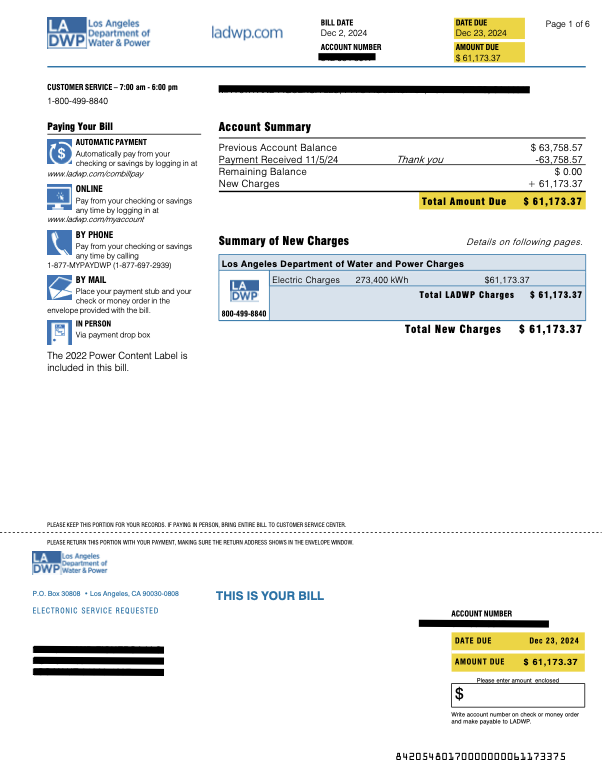 LA DWP Los Angeles Department of Water & Power
ladwp.com
BILL DATE
Dec 2, 2024
ACCOUNT NUMBER
DATE DUE
Dec 23, 2024
AMOUNT DUE
$ 61,173.37
Page 1 of 6
CUSTOMER SERVICE – 7:00 am - 6:00 pm
1-800-499-8840
Paying Your Bill
AUTOMATIC PAYMENT
Automatically pay from your
checking or savings by logging in at
www.ladwp.com/combillpay
ONLINE
Pay from your checking or savings
any time by logging in at
www.ladwp.com/myaccount
BY PHONE
Pay from your checking or savings
any time by calling
1-877-MYPAYDWP (1-877-697-2939)
BY MAIL
Place your payment stub and your
check or money order in the
envelope provided with the bill.
IN PERSON
Via payment drop box
The 2022 Power Content Label is
included in this bill.
Account Summary
Previous Account Balance $ 63,758.57
Payment Received 11/5/24 Thank you -63,758.57
Remaining Balance $ 0.00
New Charges + 61,173.37
Total Amount Due $ 61,173.37
Summary of New Charges Details on following pages.
Los Angeles Department of Water and Power Charges
LA DWP
800-499-8840
Electric Charges 273,400 kWh $61,173.37
Total LADWP Charges $ 61,173.37
Total New Charges $ 61,173.37
PLEASE KEEP THIS PORTION FOR YOUR RECORDS. IF PAYING IN PERSON, BRING ENTIRE BILL TO CUSTOMER SERVICE CENTER.
PLEASE RETURN THIS PORTION WITH YOUR PAYMENT, MAKING SURE THE RETURN ADDRESS SHOWS IN THE ENVELOPE WINDOW.
LA DWP Los Angeles Department of Water & Power
P.O. Box 30808 • Los Angeles, CA 90030-0808
ELECTRONIC SERVICE REQUESTED
THIS IS YOUR BILL
ACCOUNT NUMBER
DATE DUE Dec 23, 2024
AMOUNT DUE $ 61,173.37
Please enter amount enclosed
$
Write account number on check or money order
and make payable to LADWP.
84205480170000000061173375